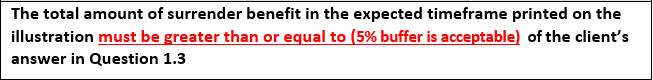 The total amount of surrender benefit in the expected timeframe printed on the
illustration must be greater than or equal to (5% buffer is acceptable) of the client’s
answer in Question 1.3